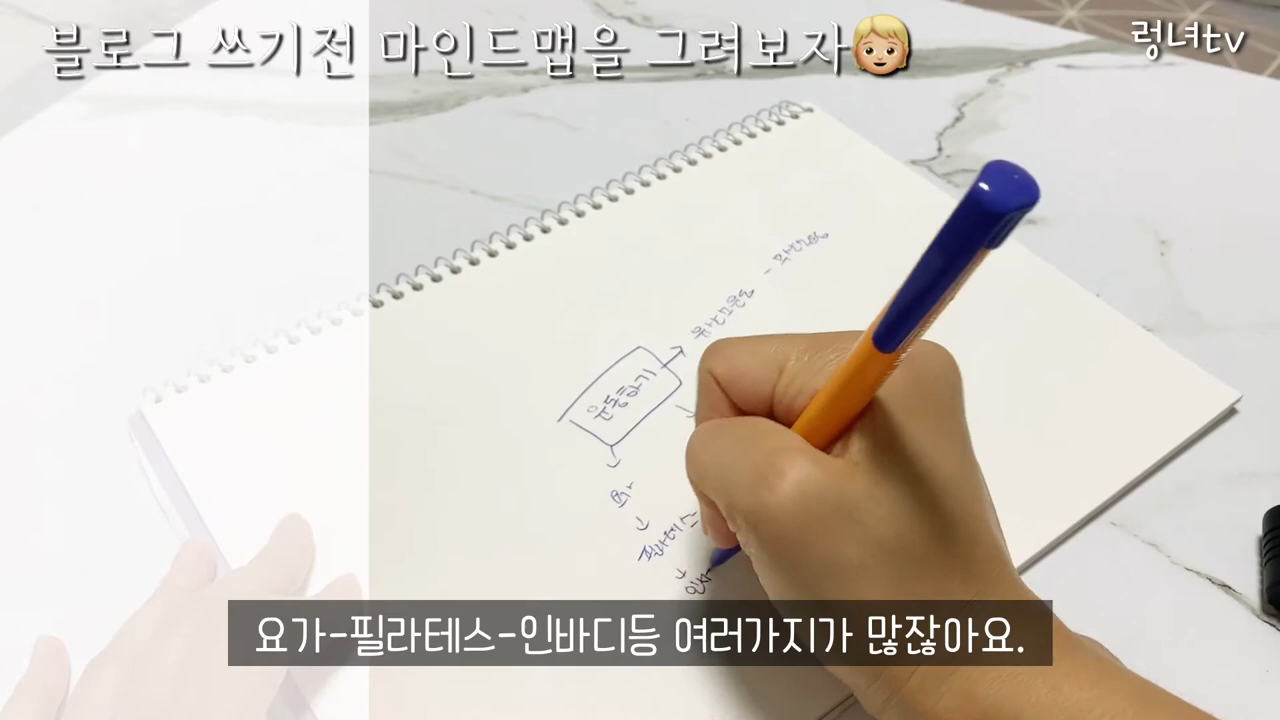 블로그 쓰기전 마인드맵을 그려보자
렁녀tv
유산소운동
운동하기
요가
필라테스
요가-필라테스-인바디등 여러가지가 많잖아요.